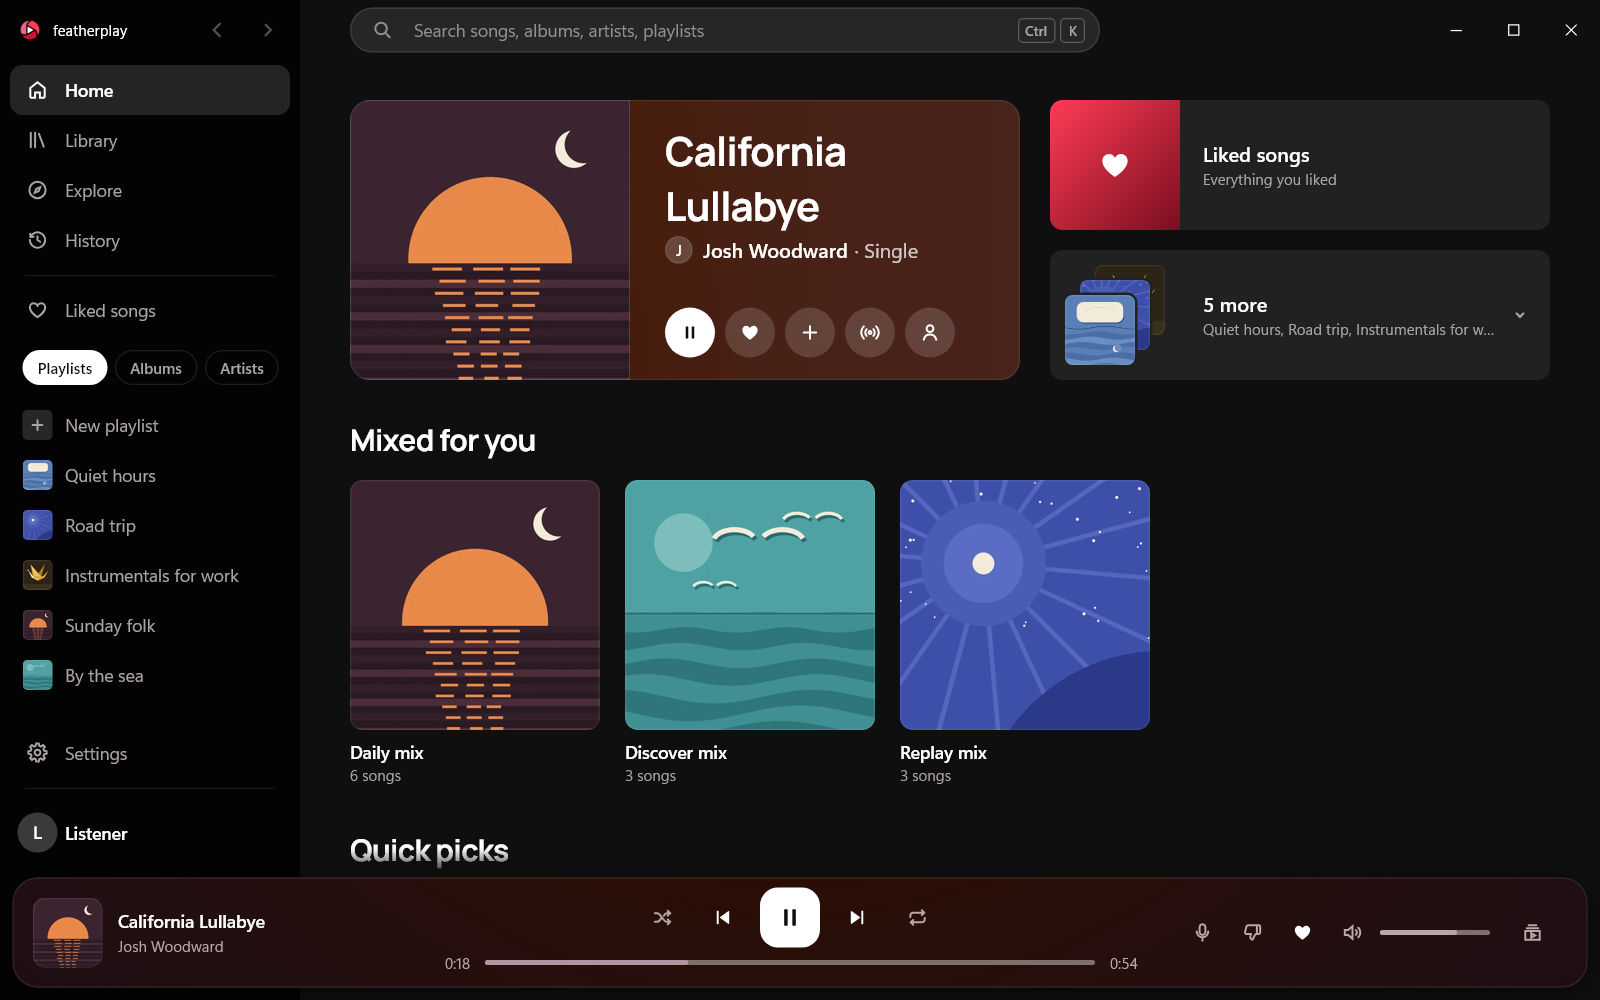 featherplay
Search songs, albums, artists, playlists
Ctrl
K
Home
Library
Explore
History
Liked songs
Playlists
Albums
Artists
New playlist
Quiet hours
Road trip
Instrumentals for work
Sunday folk
By the sea
Settings
L
Listener
California
Lullabye
J
Josh Woodward · Single
Liked songs
Everything you liked
5 more
Quiet hours, Road trip, Instrumentals for w...
Mixed for you
Daily mix
6 songs
Discover mix
3 songs
Replay mix
3 songs
Quick picks
California Lullabye
Josh Woodward
0:18
0:54